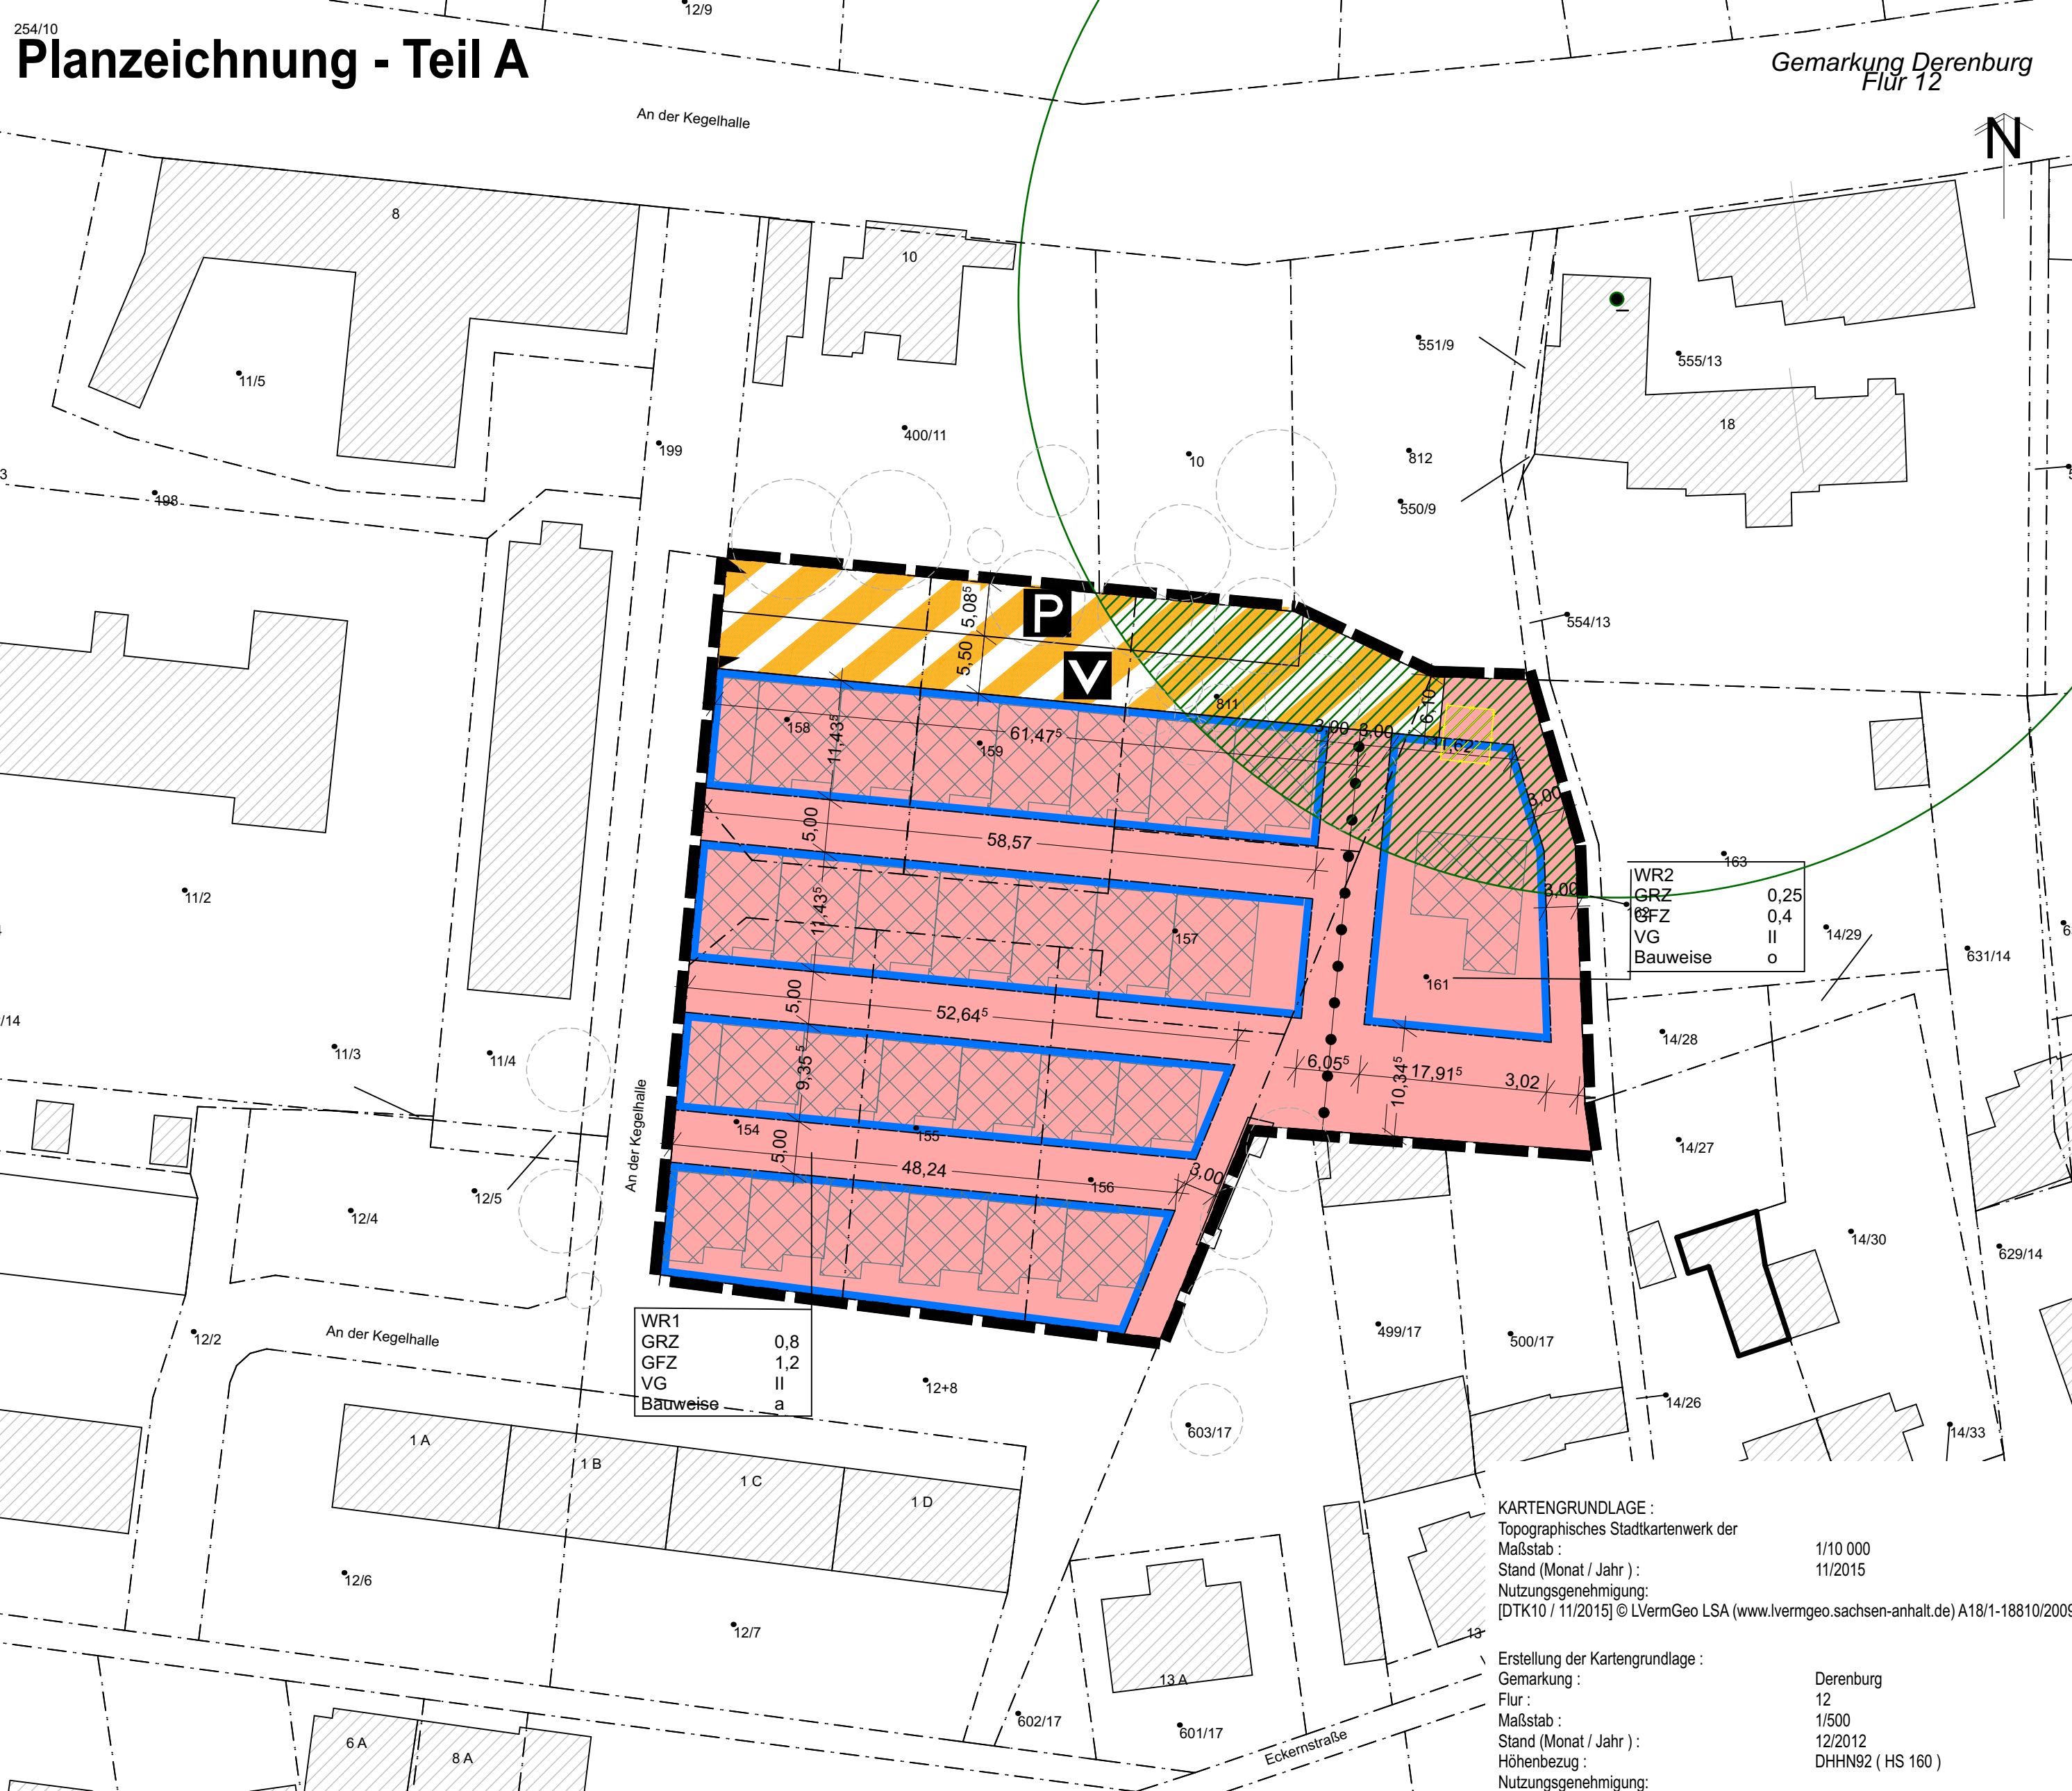 12/9
254/10
Planzeichnung - Teil A
Gemarkung Derenburg
Flur 12
N
An der Kegelhalle
8
10
11/5
400/11
199
198
10
551/9
812
550/9
555/13
18
554/13
3
P
V
5,08⁵
5,50
811
6,10
158
159
11,43⁵
61,47⁵
3,00
3,00
3,00
3,00
5,00
58,57
11,43⁵
157
161
WR2
GRZ 0,25
GFZ 0,4
VG II
Bauweise o
163
162
14/29
631/14
11/2
/14
11/3
11/4
5,00
52,64⁵
9,35⁵
6,05⁵
17,91⁵
3,02
10,34⁵
14/28
14/27
154
155
156
5,00
48,24
3,00
An der Kegelhalle
12/5
12/4
12/2
An der Kegelhalle
WR1
GRZ 0,8
GFZ 1,2
VG II
Bauweise a
12+8
499/17
500/17
14/30
629/14
14/26
14/33
603/17
1 A
1 B
1 C
1 D
12/6
12/7
13 A
13
602/17
601/17
Eckernstraße
6 A
8 A
KARTENGRUNDLAGE :
Topographisches Stadtkartenwerk der
Maßstab : 1/10 000
Stand (Monat / Jahr ) : 11/2015
Nutzungsgenehmigung:
[DTK10 / 11/2015] © LVermGeo LSA (www.lvermgeo.sachsen-anhalt.de) A18/1-18810/2009
Erstellung der Kartengrundlage :
Gemarkung : Derenburg
Flur : 12
Maßstab : 1/500
Stand (Monat / Jahr ) : 12/2012
Höhenbezug : DHHN92 ( HS 160 )
Nutzungsgenehmigung: